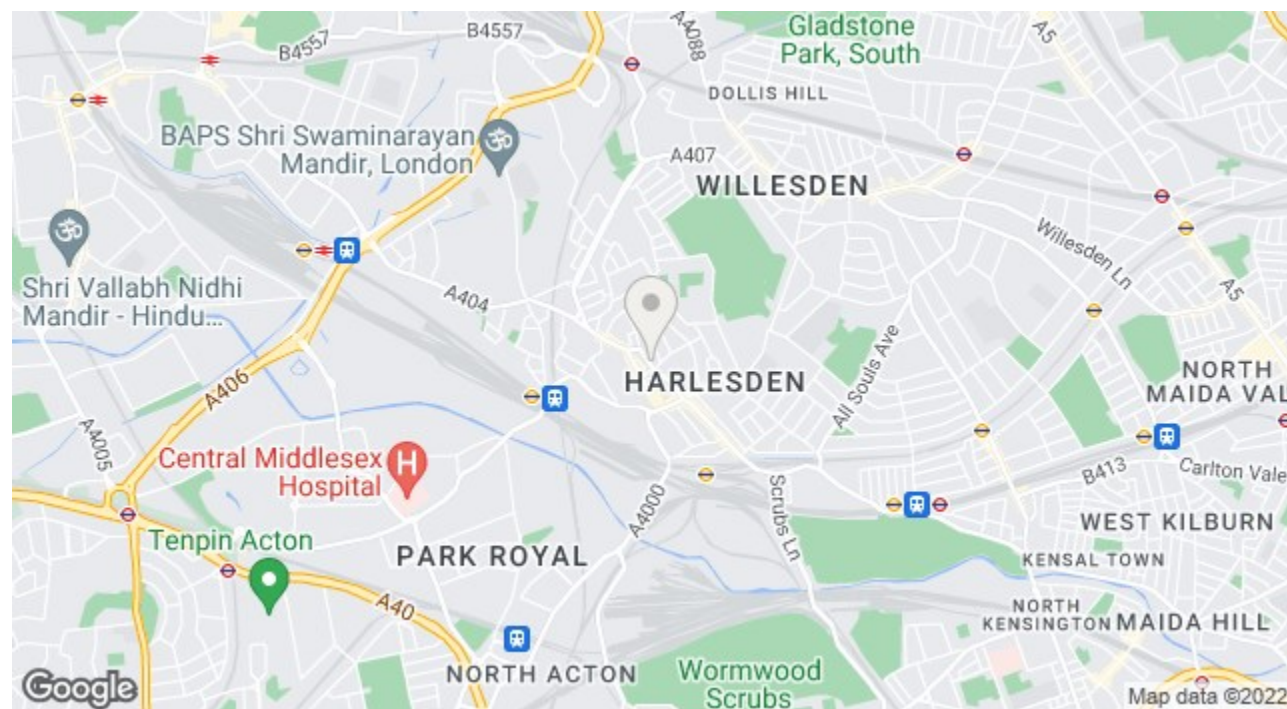 Gladstone
Park, South
A4088
A5
B4557
B4557
DOLLIS HILL
BAPS Shri Swaminarayan
Mandir, London
A407
WILLESDEN
Willesden Ln
A5
Shri Vallabh Nidhi
Mandir - Hindu...
A404
A406
HARLESDEN
All Souls Ave
NORTH
MAIDA VAL
A4005
Central Middlesex
Hospital
H
B413
Carlton Vale
A4000
Scrubs Ln
WEST KILBURN
Tenpin Acton
PARK ROYAL
KENSAL TOWN
A40
NORTH
KENSINGTON
MAIDA HILL
NORTH ACTON
Wormwood
Scrubs
Google
Map data ©2022